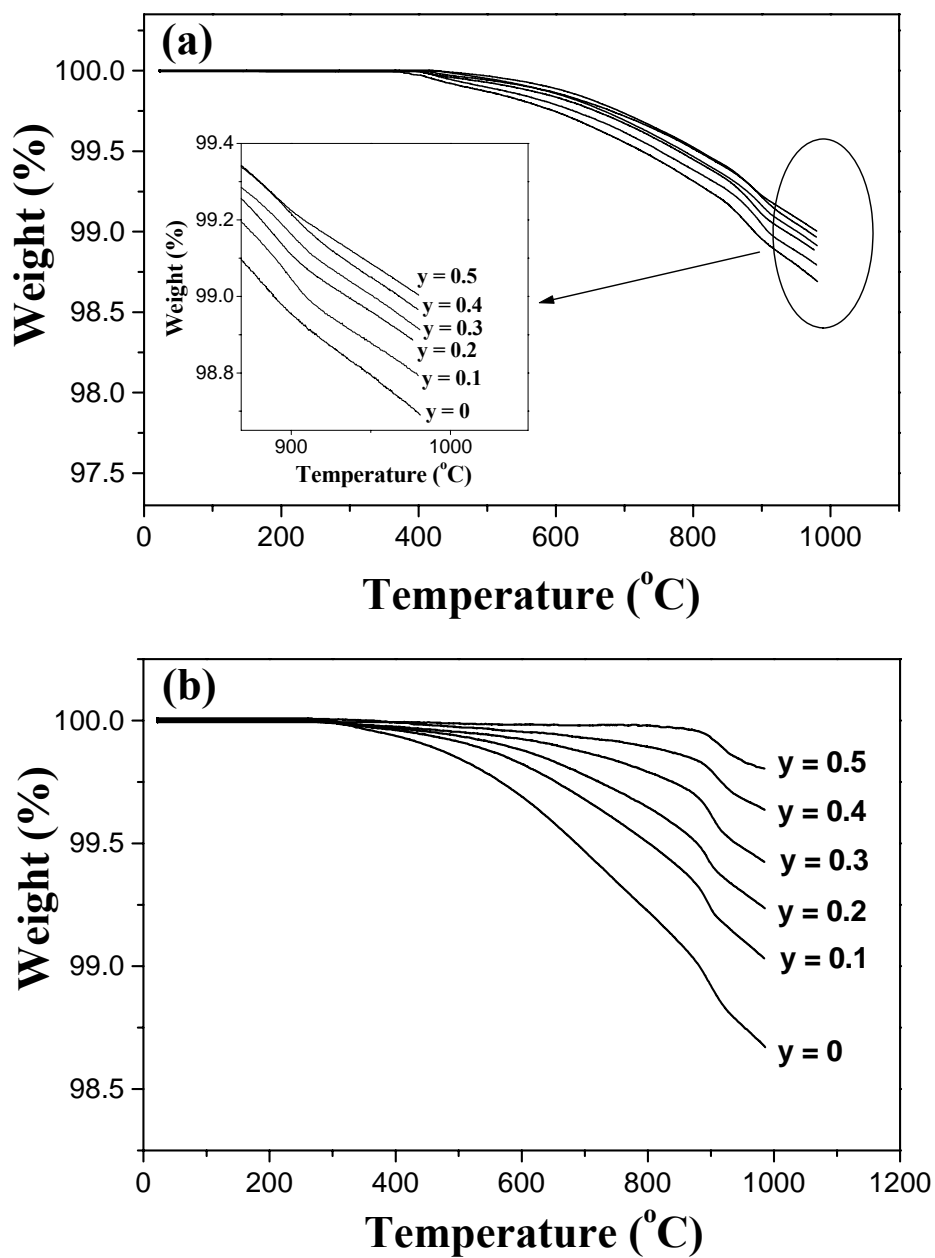 (a)
100.0
99.5
99.0
98.5
98.0
97.5
Weight (%)
99.4
99.2
99.0
98.8
Weight (%)
y = 0.5
y = 0.4
y = 0.3
y = 0.2
y = 0.1
y = 0
900
1000
Temperature (°C)
0
200
400
600
800
1000
Temperature (°C)
(b)
100.0
99.5
99.0
98.5
Weight (%)
y = 0.5
y = 0.4
y = 0.3
y = 0.2
y = 0.1
y = 0
0
200
400
600
800
1000
1200
Temperature (°C)